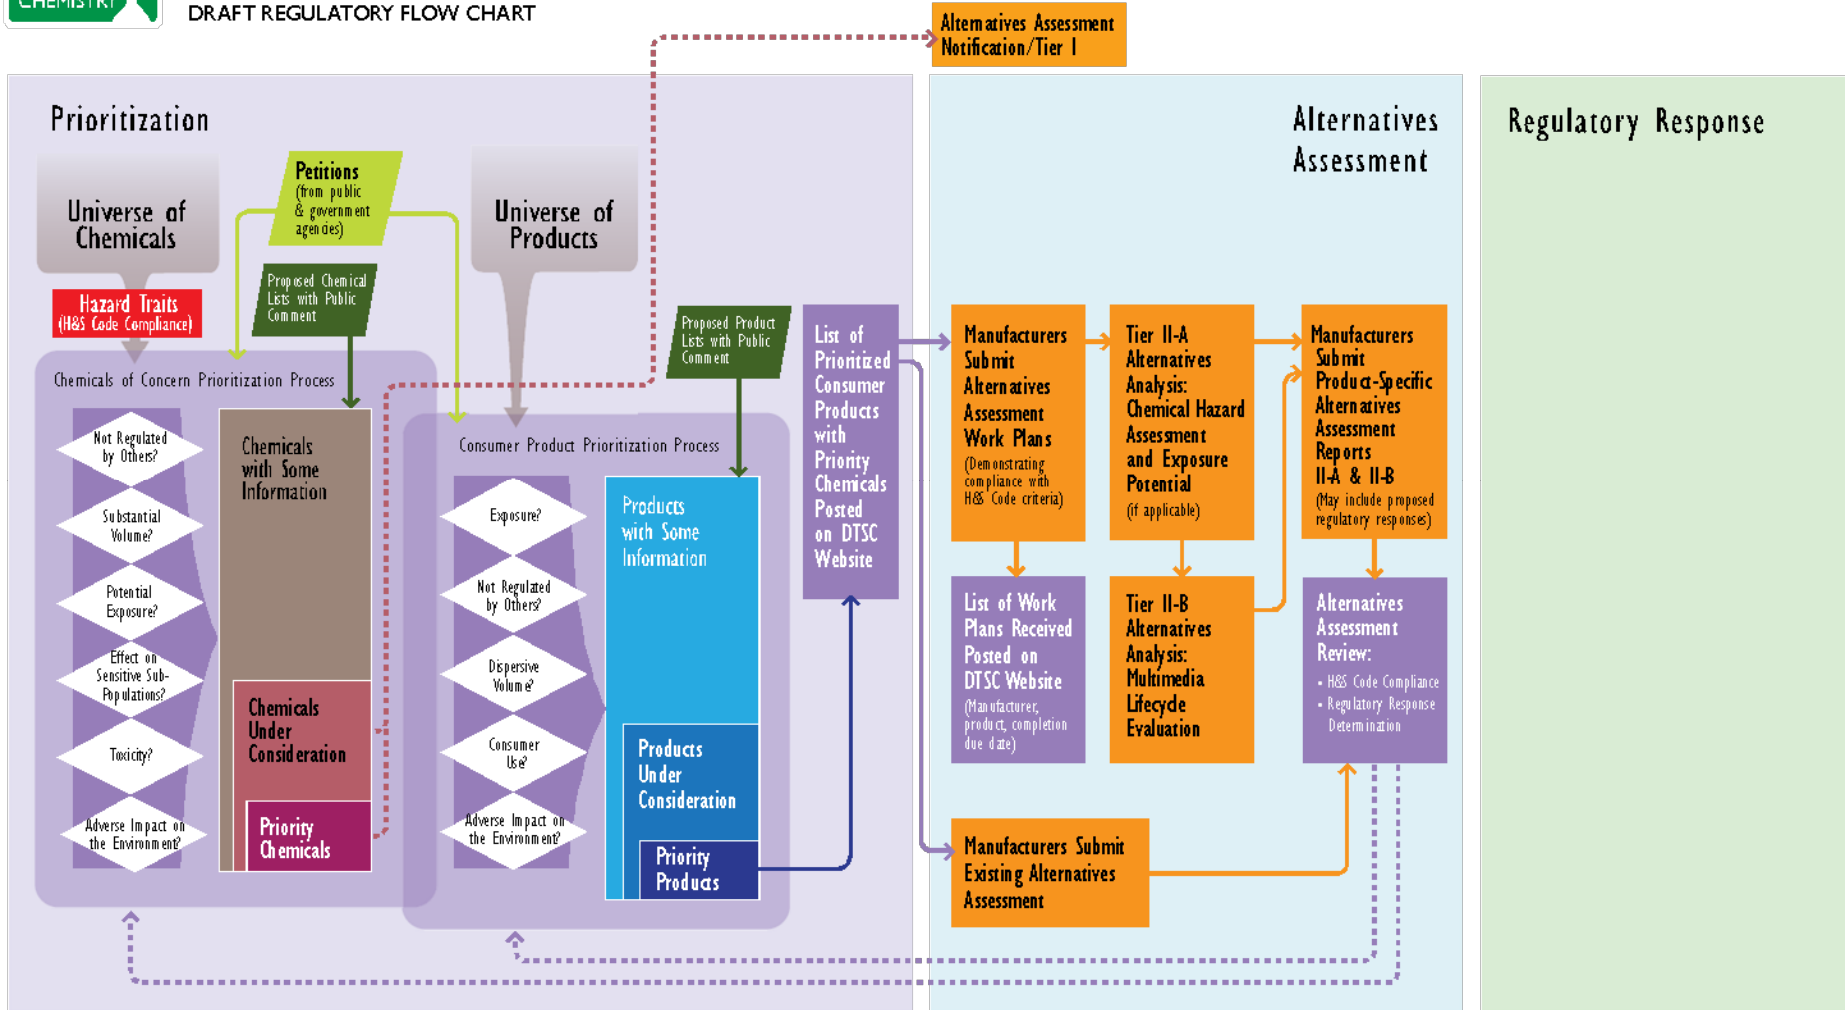 CHEMISTRY
DRAFT REGULATORY FLOW CHART
Alternatives Assessment
Notification/Tier I
Prioritization
Universe of
Chemicals
Hazard Traits
(H&S Code Compliance)
Petitions
(from public
& government
agencies)
Proposed Chemical
Lists with Public
Comment
Universe of
Products
Proposed Product
Lists with Public
Comment
Chemicals of Concern Prioritization Process
Not Regulated
by Others?
Substantial
Volume?
Potential
Exposure?
Effect on
Sensitive Sub-
Populations?
Toxicity?
Adverse Impact on
the Environment?
Chemicals
with Some
Information
Chemicals
Under
Consideration
Priority
Chemicals
Consumer Product Prioritization Process
Exposure?
Not Regulated
by Others?
Dispersive
Volume?
Consumer
Use?
Adverse Impact on
the Environment?
Products
with Some
Information
Products
Under
Consideration
Priority
Products
List of
Prioritized
Consumer
Products
with
Priority
Chemicals
Posted
on DTSC
Website
Alternatives
Assessment
Manufacturers
Submit
Alternatives
Assessment
Work Plans
(Demonstrating
compliance with
H&S Code criteria)
List of Work
Plans Received
Posted on
DTSC Website
(Manufacturer,
product, completion
due date)
Tier II-A
Alternatives
Analysis:
Chemical Hazard
Assessment
and Exposure
Potential
(if applicable)
Tier II-B
Alternatives
Analysis:
Multimedia
Lifecycle
Evaluation
Manufacturers
Submit
Product-Specific
Alternatives
Assessment
Reports
II-A & II-B
(May include proposed
regulatory responses)
Alternatives
Assessment
Review:
• H&S Code Compliance
• Regulatory Response
Determination
Manufacturers Submit
Existing Alternatives
Assessment
Regulatory Response